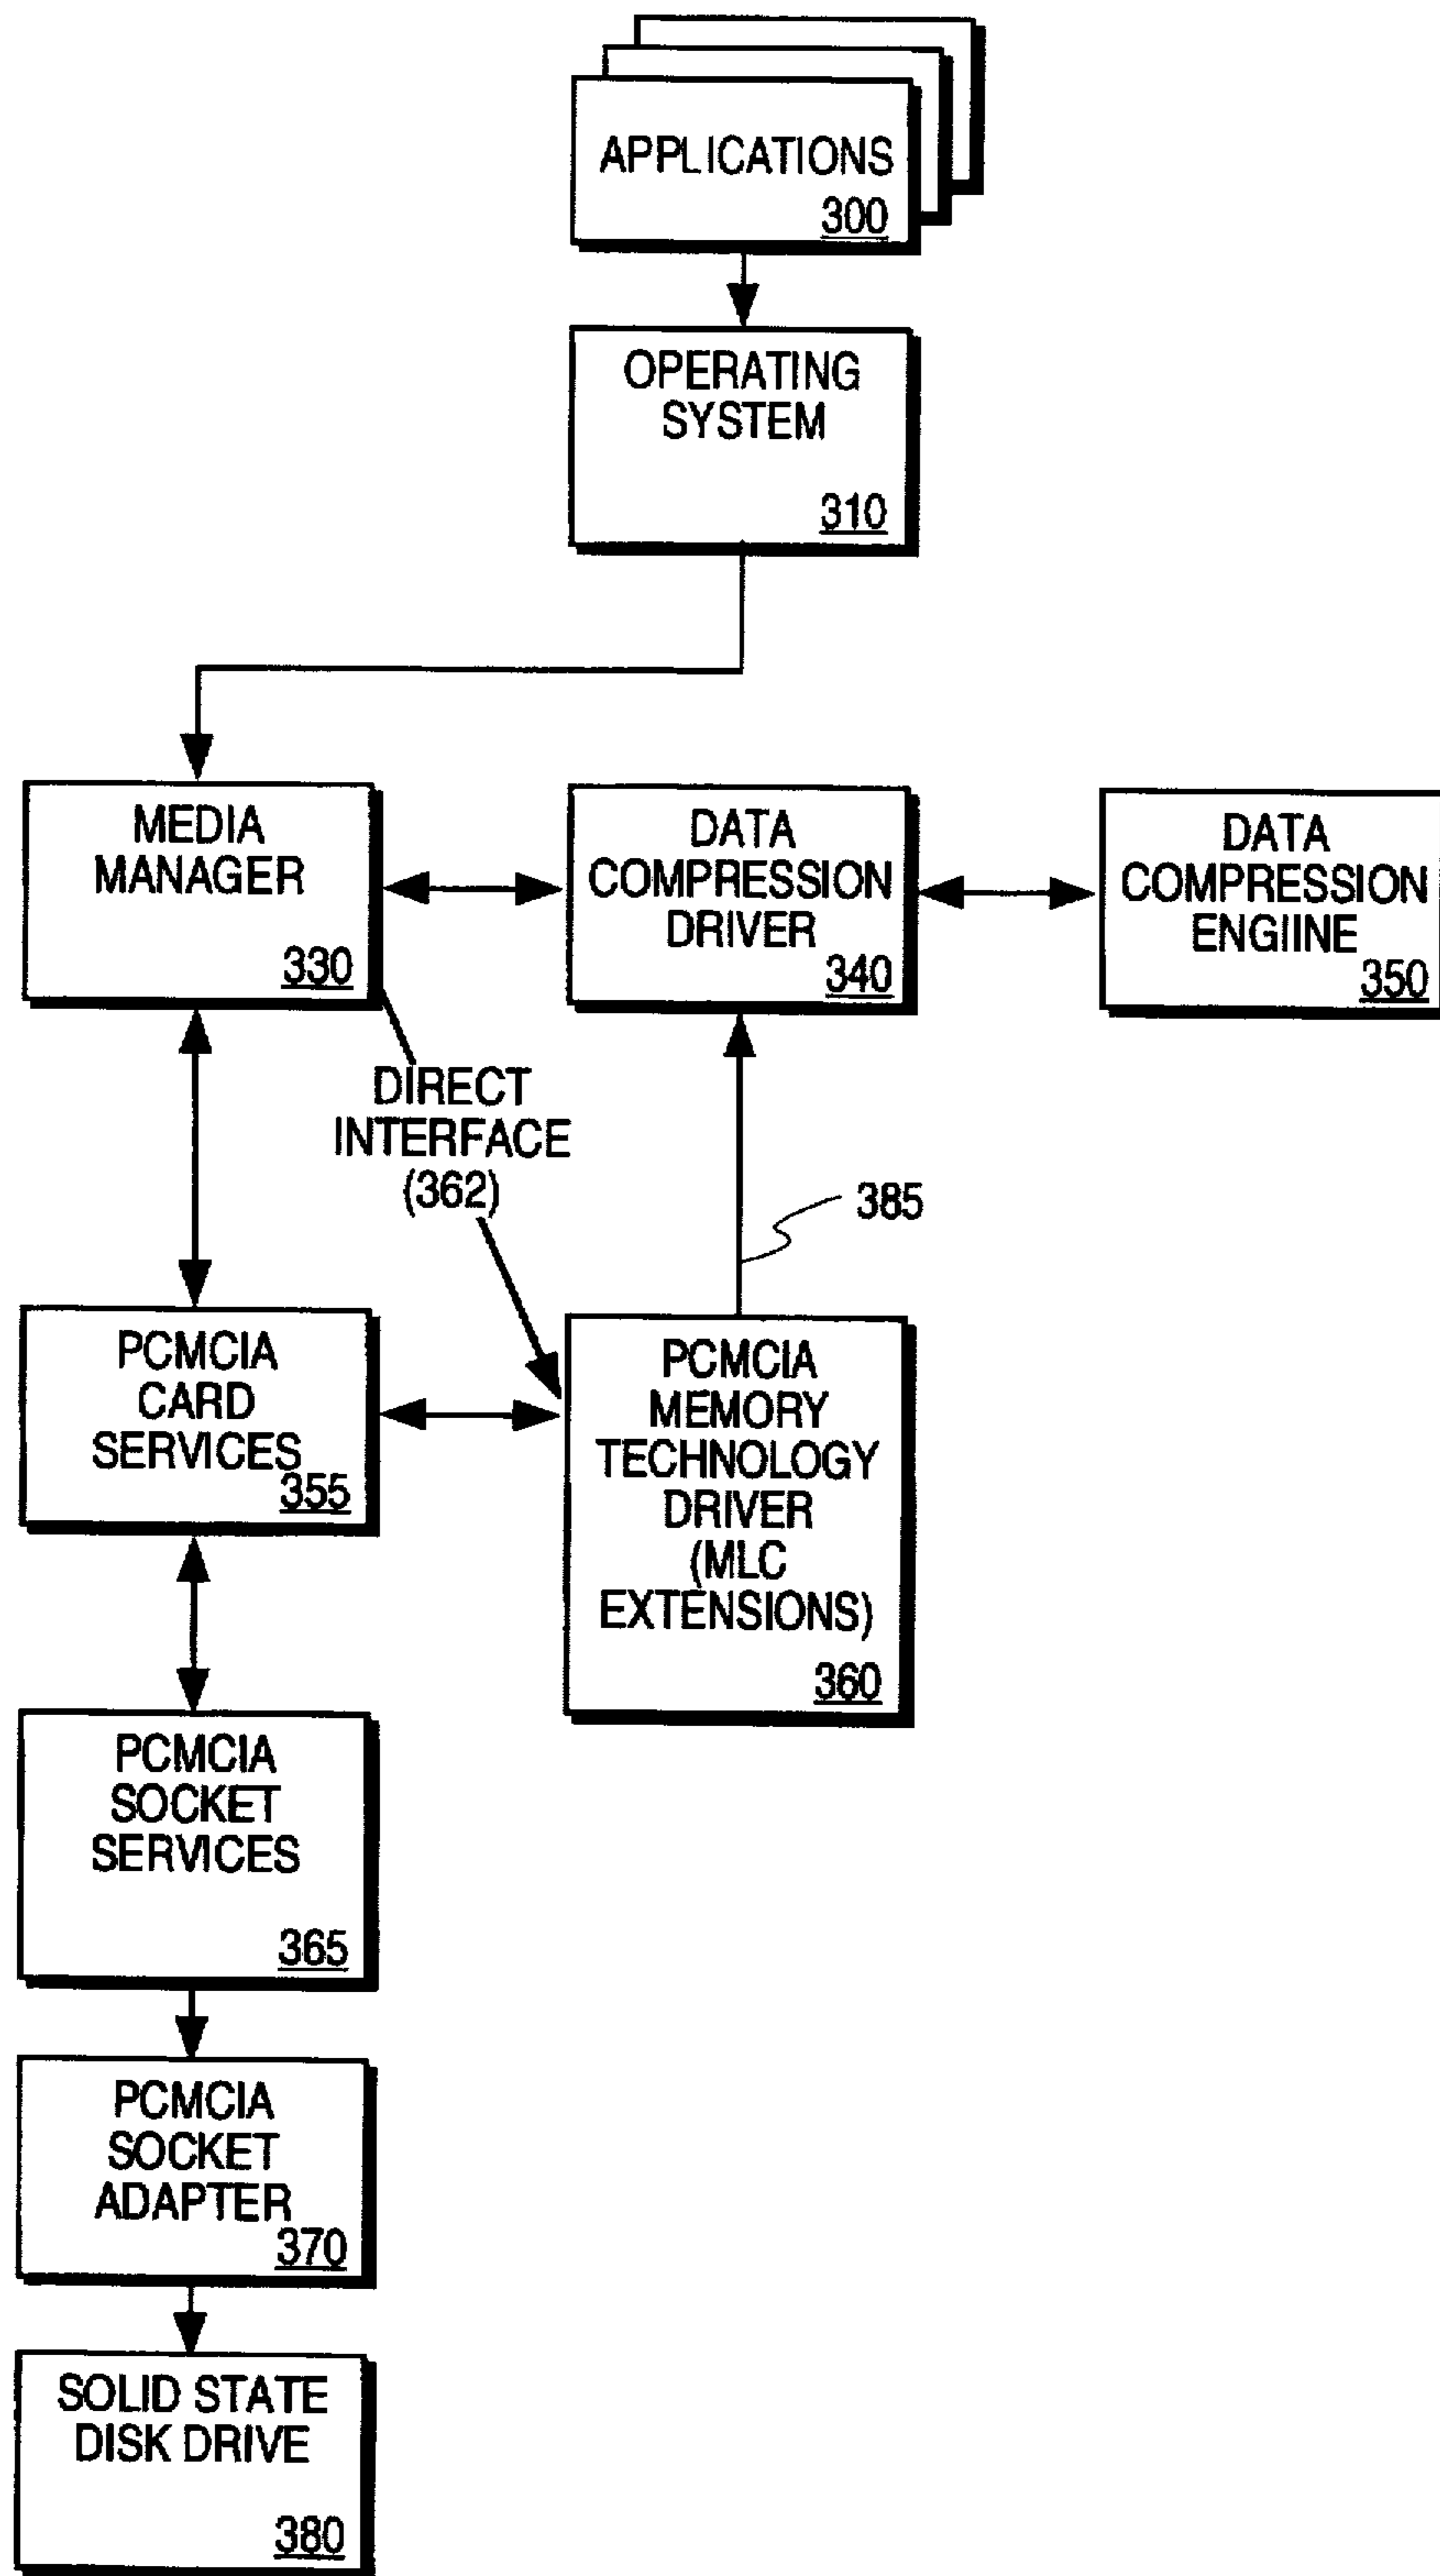 APPLICATIONS
300
OPERATING
SYSTEM
310
MEDIA
MANAGER
330
DATA
COMPRESSION
DRIVER
340
DATA
COMPRESSION
ENGIINE
350
DIRECT
INTERFACE
(362)
385
PCMCIA
CARD
SERVICES
355
PCMCIA
MEMORY
TECHNOLOGY
DRIVER
(MLC
EXTENSIONS)
360
PCMCIA
SOCKET
SERVICES
365
PCMCIA
SOCKET
ADAPTER
370
SOLID STATE
DISK DRIVE
380